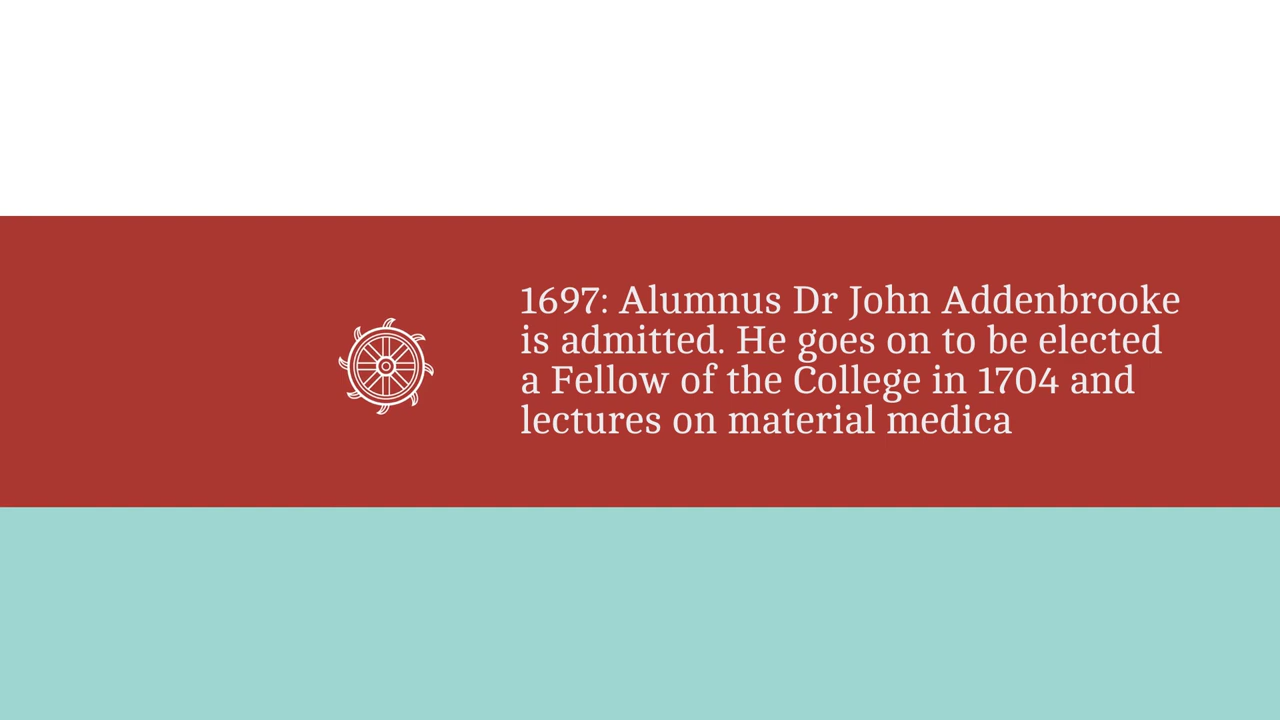 1697: Alumnus Dr John Addenbrooke
is admitted. He goes on to be elected
a Fellow of the College in 1704 and
lectures on material medica